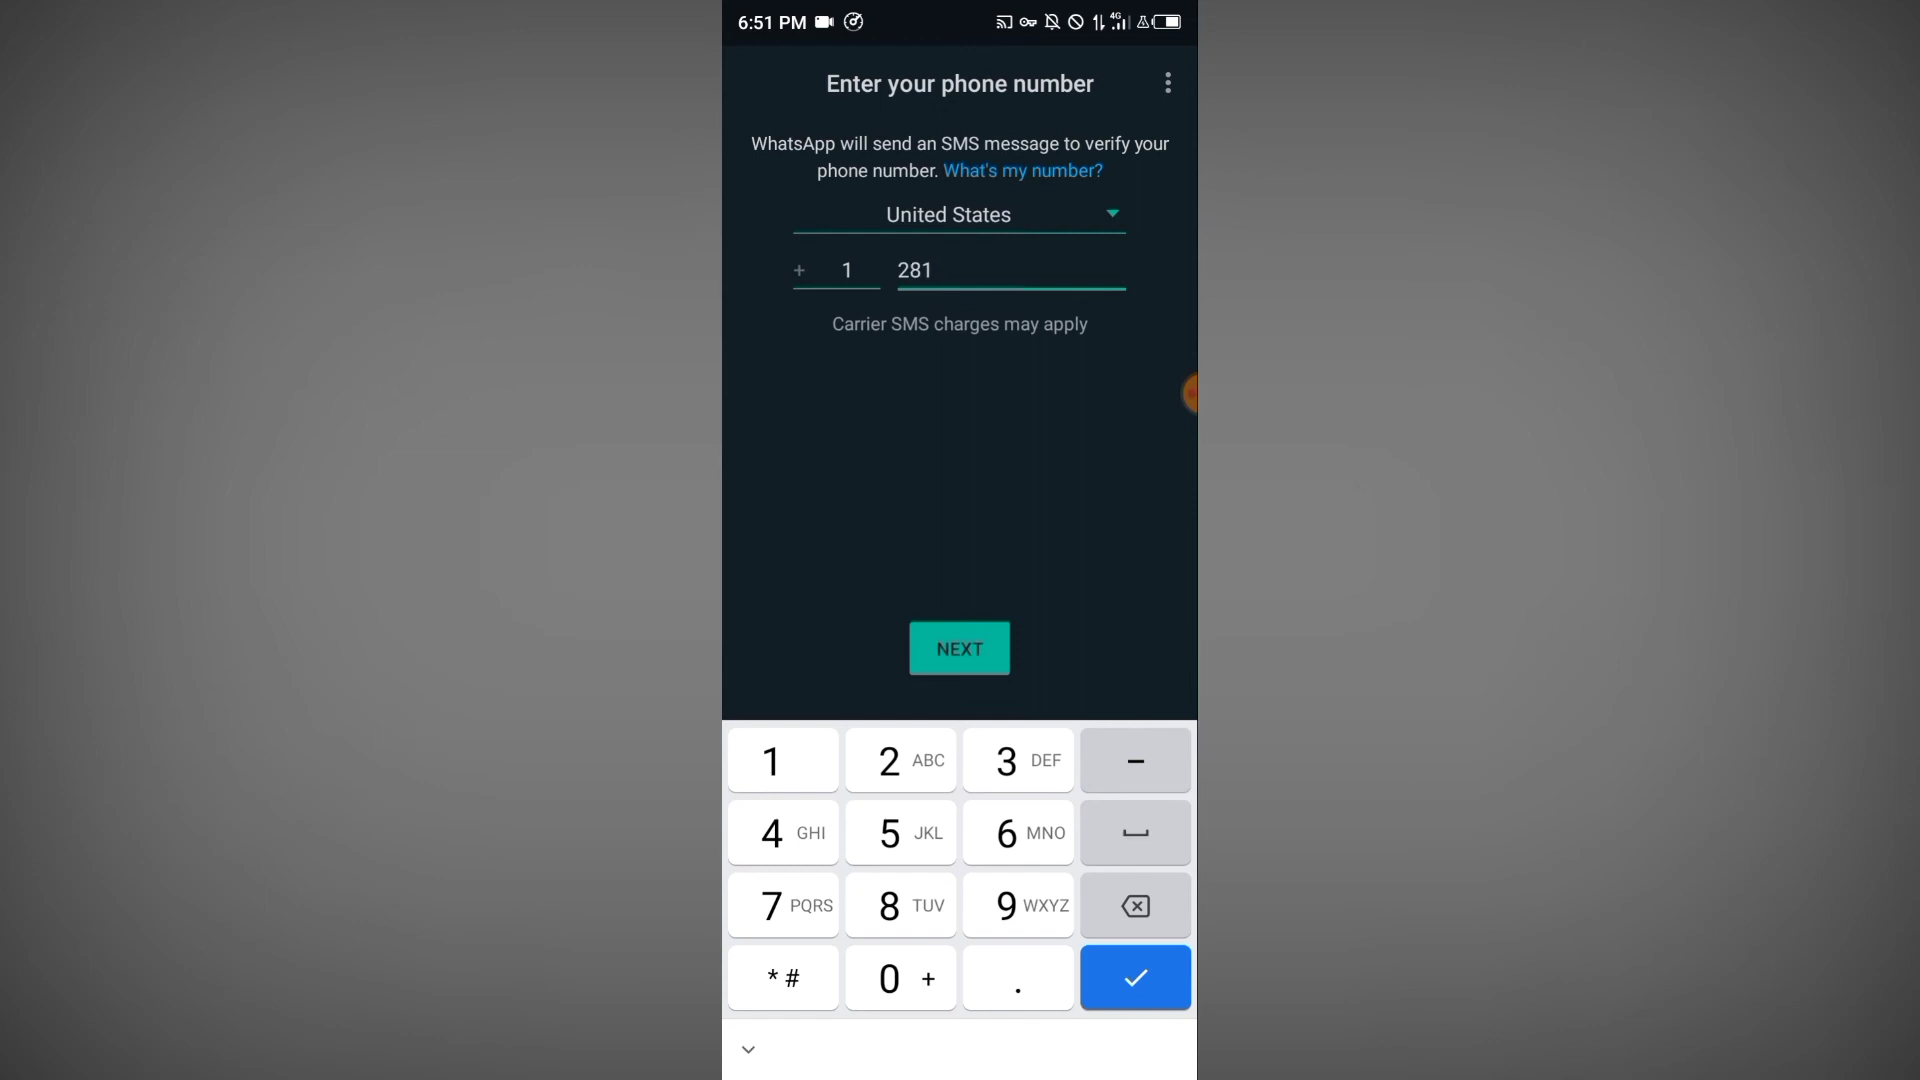 6:51 PM
4G
Enter your phone number
WhatsApp will send an SMS message to verify your
phone number. What's my number?
United States
+ 1 281
Carrier SMS charges may apply
NEXT
1 2 ABC 3 DEF –
4 GHI 5 JKL 6 MNO
7 PQRS 8 TUV 9 WXYZ
* # 0 + .